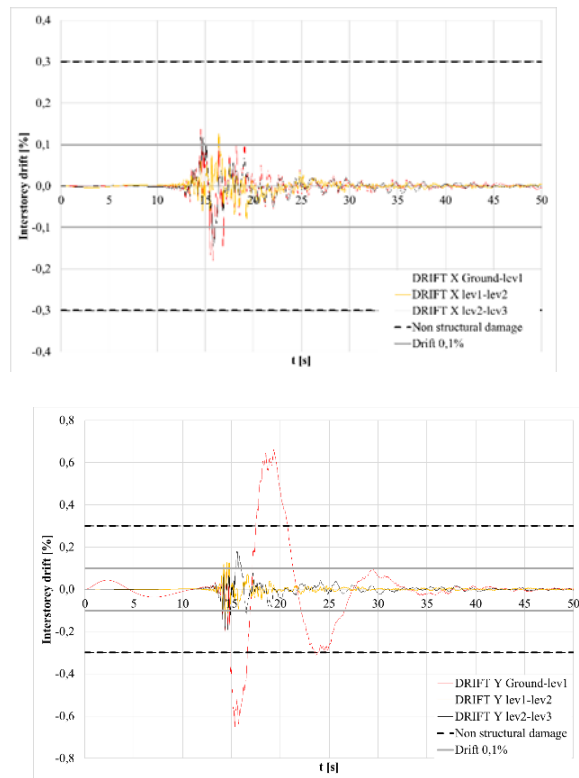 0,4
0,3
0,2
0,1
0,0
-0,1
-0,2
-0,3
-0,4
Interstorey drift [%]
0 5 10 15 20 25 30 35 40 45 50
t [s]
DRIFT X Ground-lev1
DRIFT X lev1-lev2
DRIFT X lev2-lev3
Non structural damage
Drift 0,1%
0,8
0,6
0,4
0,2
0,0
-0,2
-0,4
-0,6
-0,8
Interstorey drift [%]
0 5 10 15 20 25 30 35 40 45 50
t [s]
DRIFT Y Ground-lev1
DRIFT Y lev1-lev2
DRIFT Y lev2-lev3
Non structural damage
Drift 0,1%